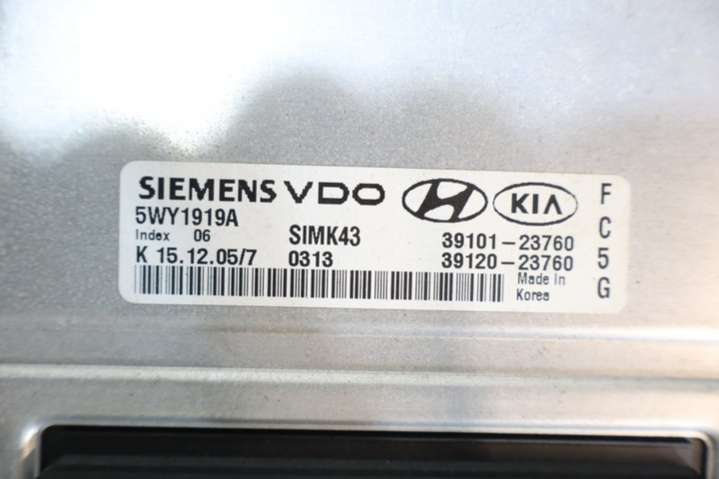 SIEMENS VDO KIA
5WY1919A
Index 06 SIMK43 39101-23760
K 15.12.05/7 0313 39120-23760
Made In
Korea
F
C
5
G